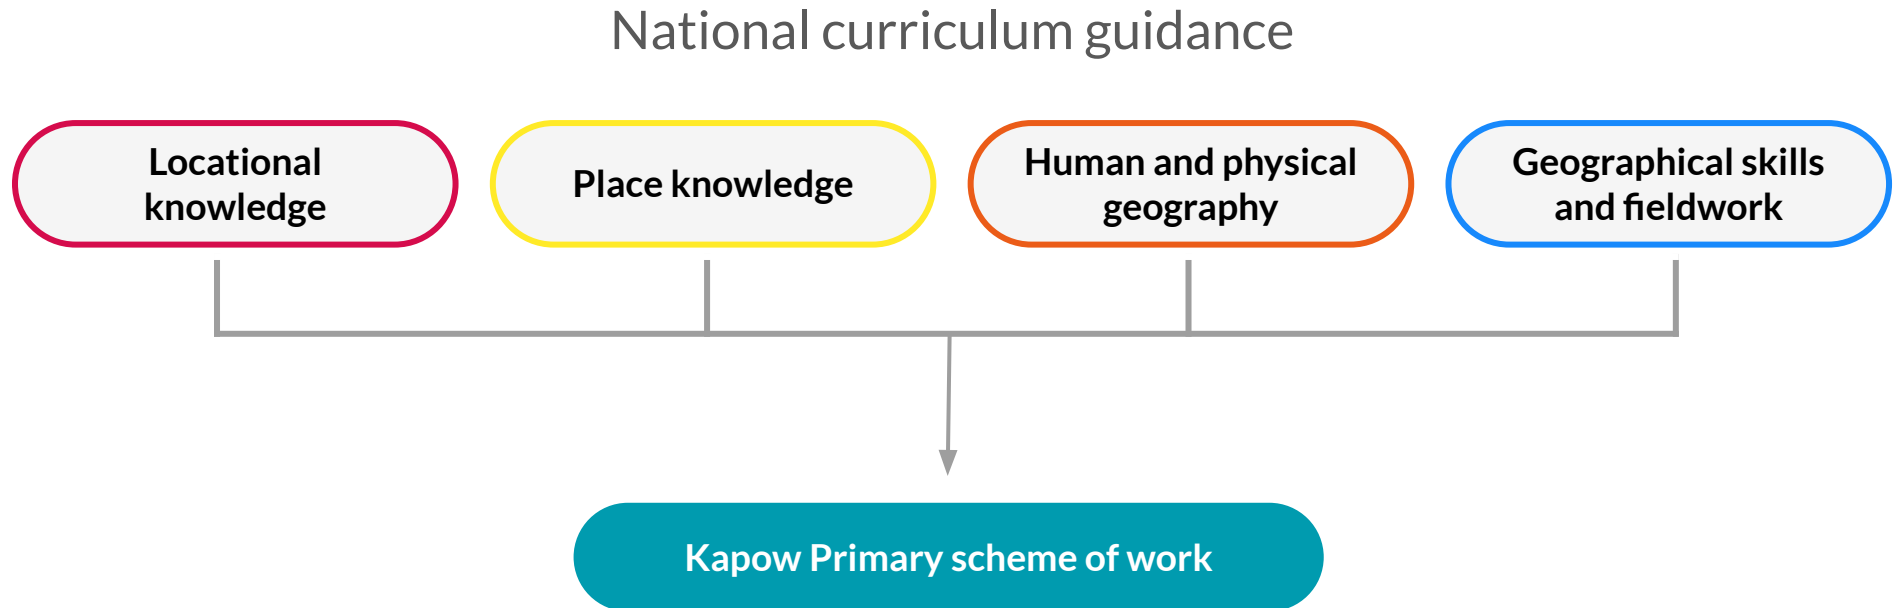 National curriculum guidance
Locational
knowledge
Place knowledge
Human and physical
geography
Geographical skills
and fieldwork
Kapow Primary scheme of work